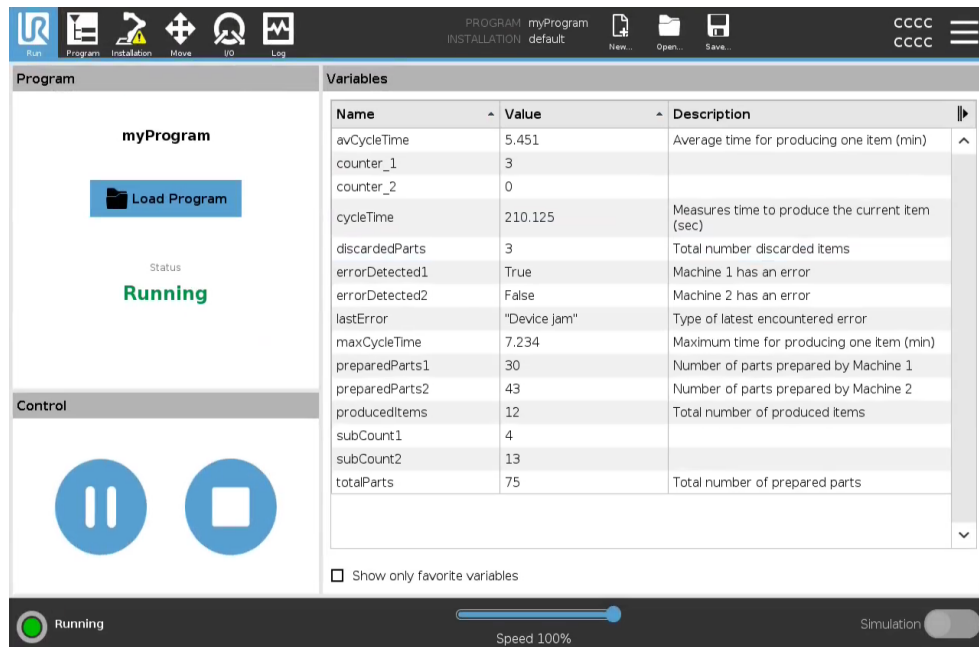 PROGRAM myProgram
INSTALLATION default
CCCC
CCCC
UR
Run
Program
Installation
Move
I/O
Log
New...
Open...
Save...
Program
myProgram
Load Program
Status
Running
Control
Variables
Name Value Description
avCycleTime 5.451 Average time for producing one item (min)
counter_1 3
counter_2 0
cycleTime 210.125 Measures time to produce the current item
(sec)
discardedParts 3 Total number discarded items
errorDetected1 True Machine 1 has an error
errorDetected2 False Machine 2 has an error
lastError "Device jam" Type of latest encountered error
maxCycleTime 7.234 Maximum time for producing one item (min)
preparedParts1 30 Number of parts prepared by Machine 1
preparedParts2 43 Number of parts prepared by Machine 2
producedItems 12 Total number of produced items
subCount1 4
subCount2 13
totalParts 75 Total number of prepared parts
Show only favorite variables
Running
Speed 100%
Simulation